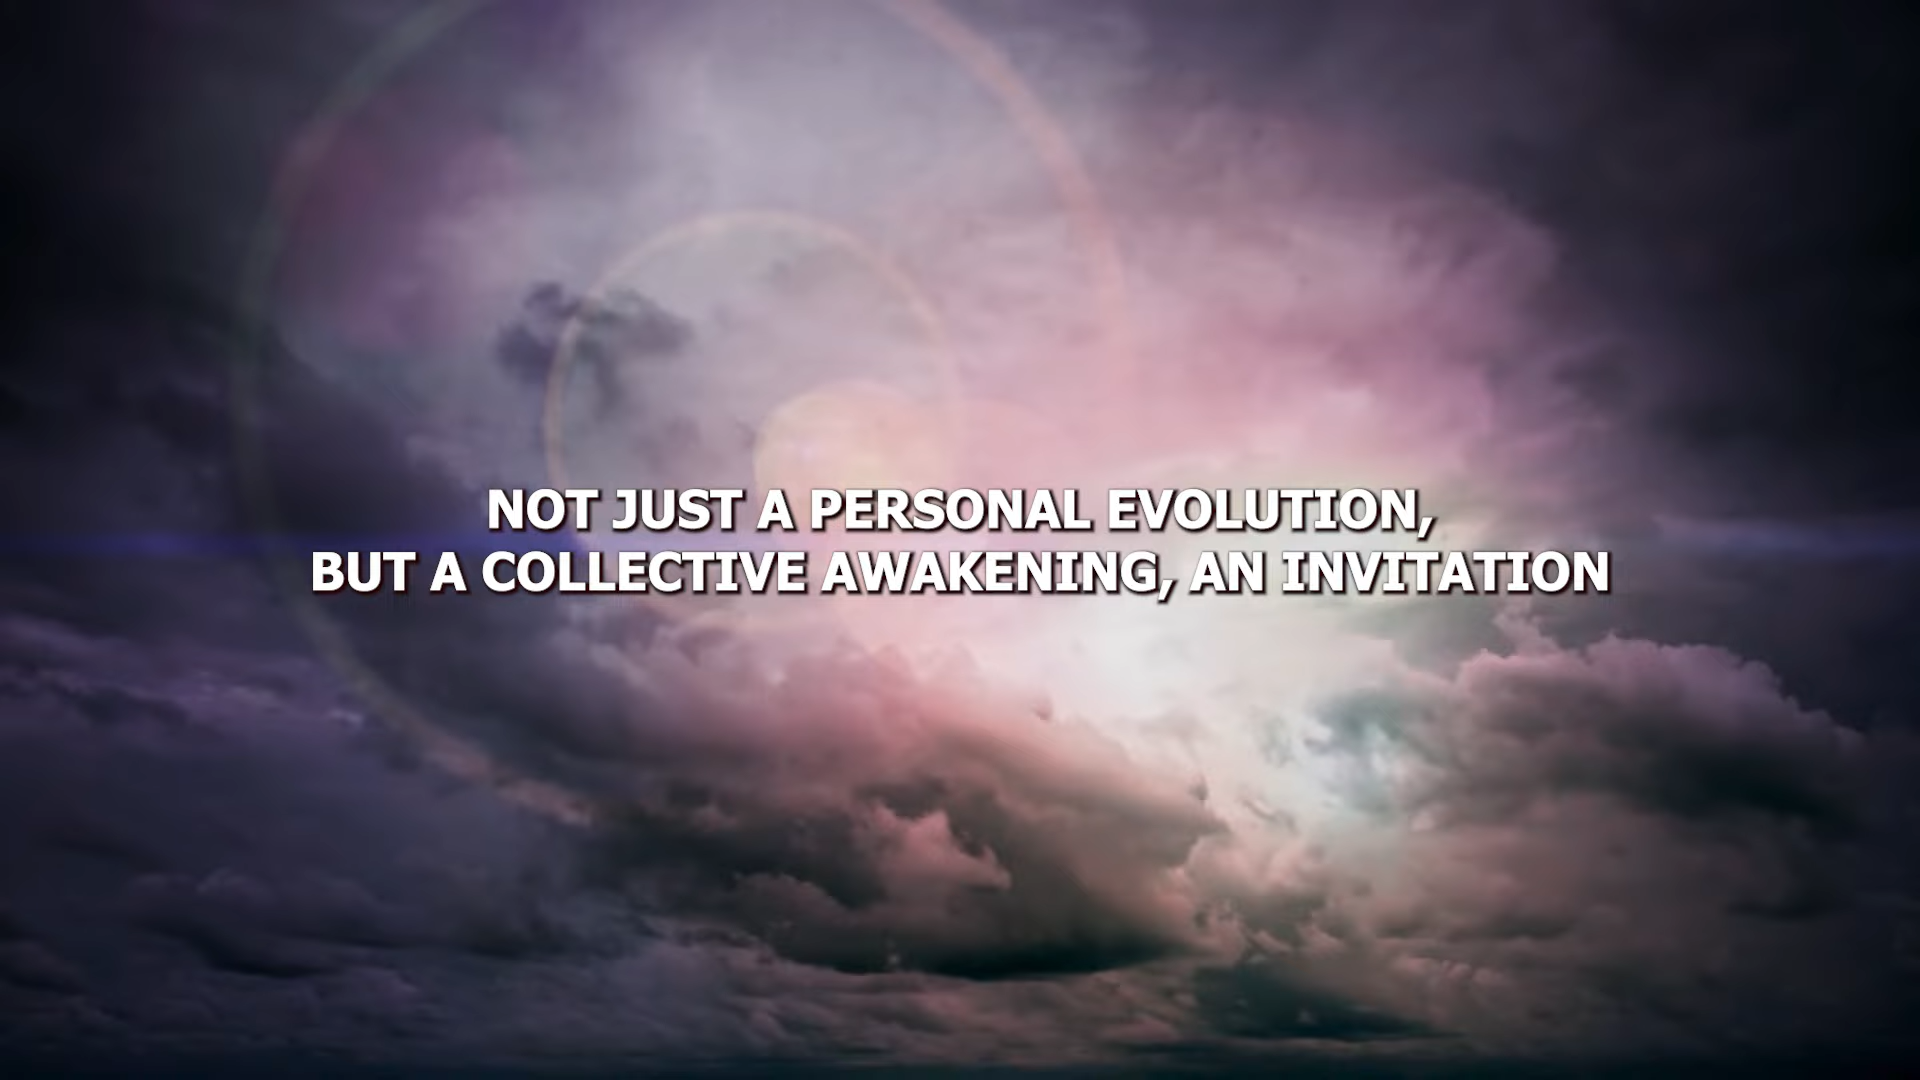 NOT JUST A PERSONAL EVOLUTION,
BUT A COLLECTIVE AWAKENING, AN INVITATION